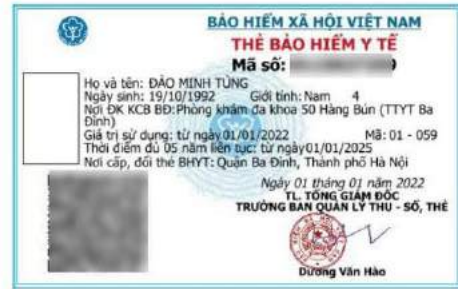 BẢO HIỂM XÃ HỘI VIỆT NAM
THẺ BẢO HIỂM Y TẾ
Mã số:
Họ và tên: ĐÀO MINH TÙNG
Ngày sinh: 19/10/1992 Giới tính: Nam 4
Nơi ĐK KCB BĐ: Phòng khám đa khoa 50 Hàng Bún (TTYT Ba
Đình)
Giá trị sử dụng: từ ngày 01/01/2022 Mã: 01 - 059
Thời điểm đủ 05 năm liên tục: từ ngày 01/01/2025
Nơi cấp, đổi thẻ BHYT: Quận Ba Đình, Thành phố Hà Nội
Ngày 01 tháng 01 năm 2022
TL. TỔNG GIÁM ĐỐC
TRƯỞNG BAN QUẢN LÝ THU - SỔ, THẺ
Dương Văn Hào